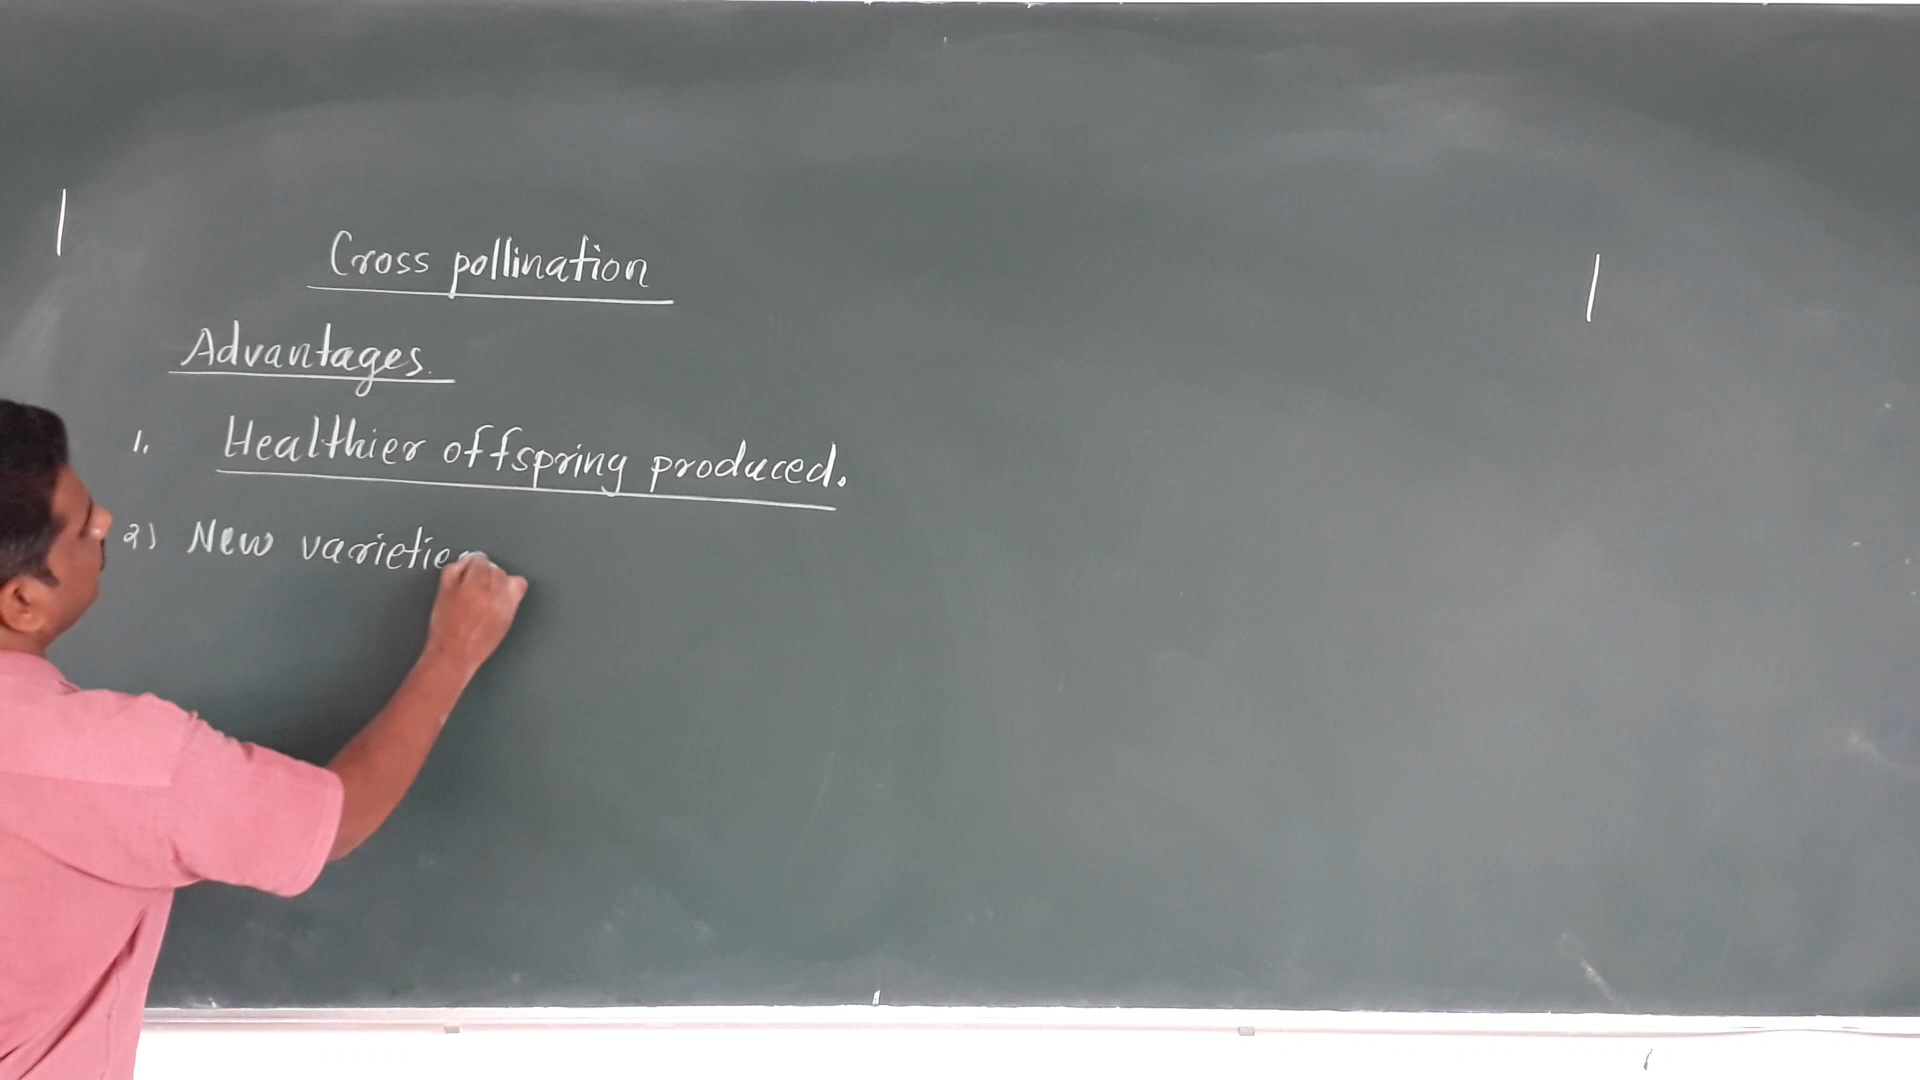 Cross pollination
Advantages.
1. Healthier offspring produced.
2) New varietie